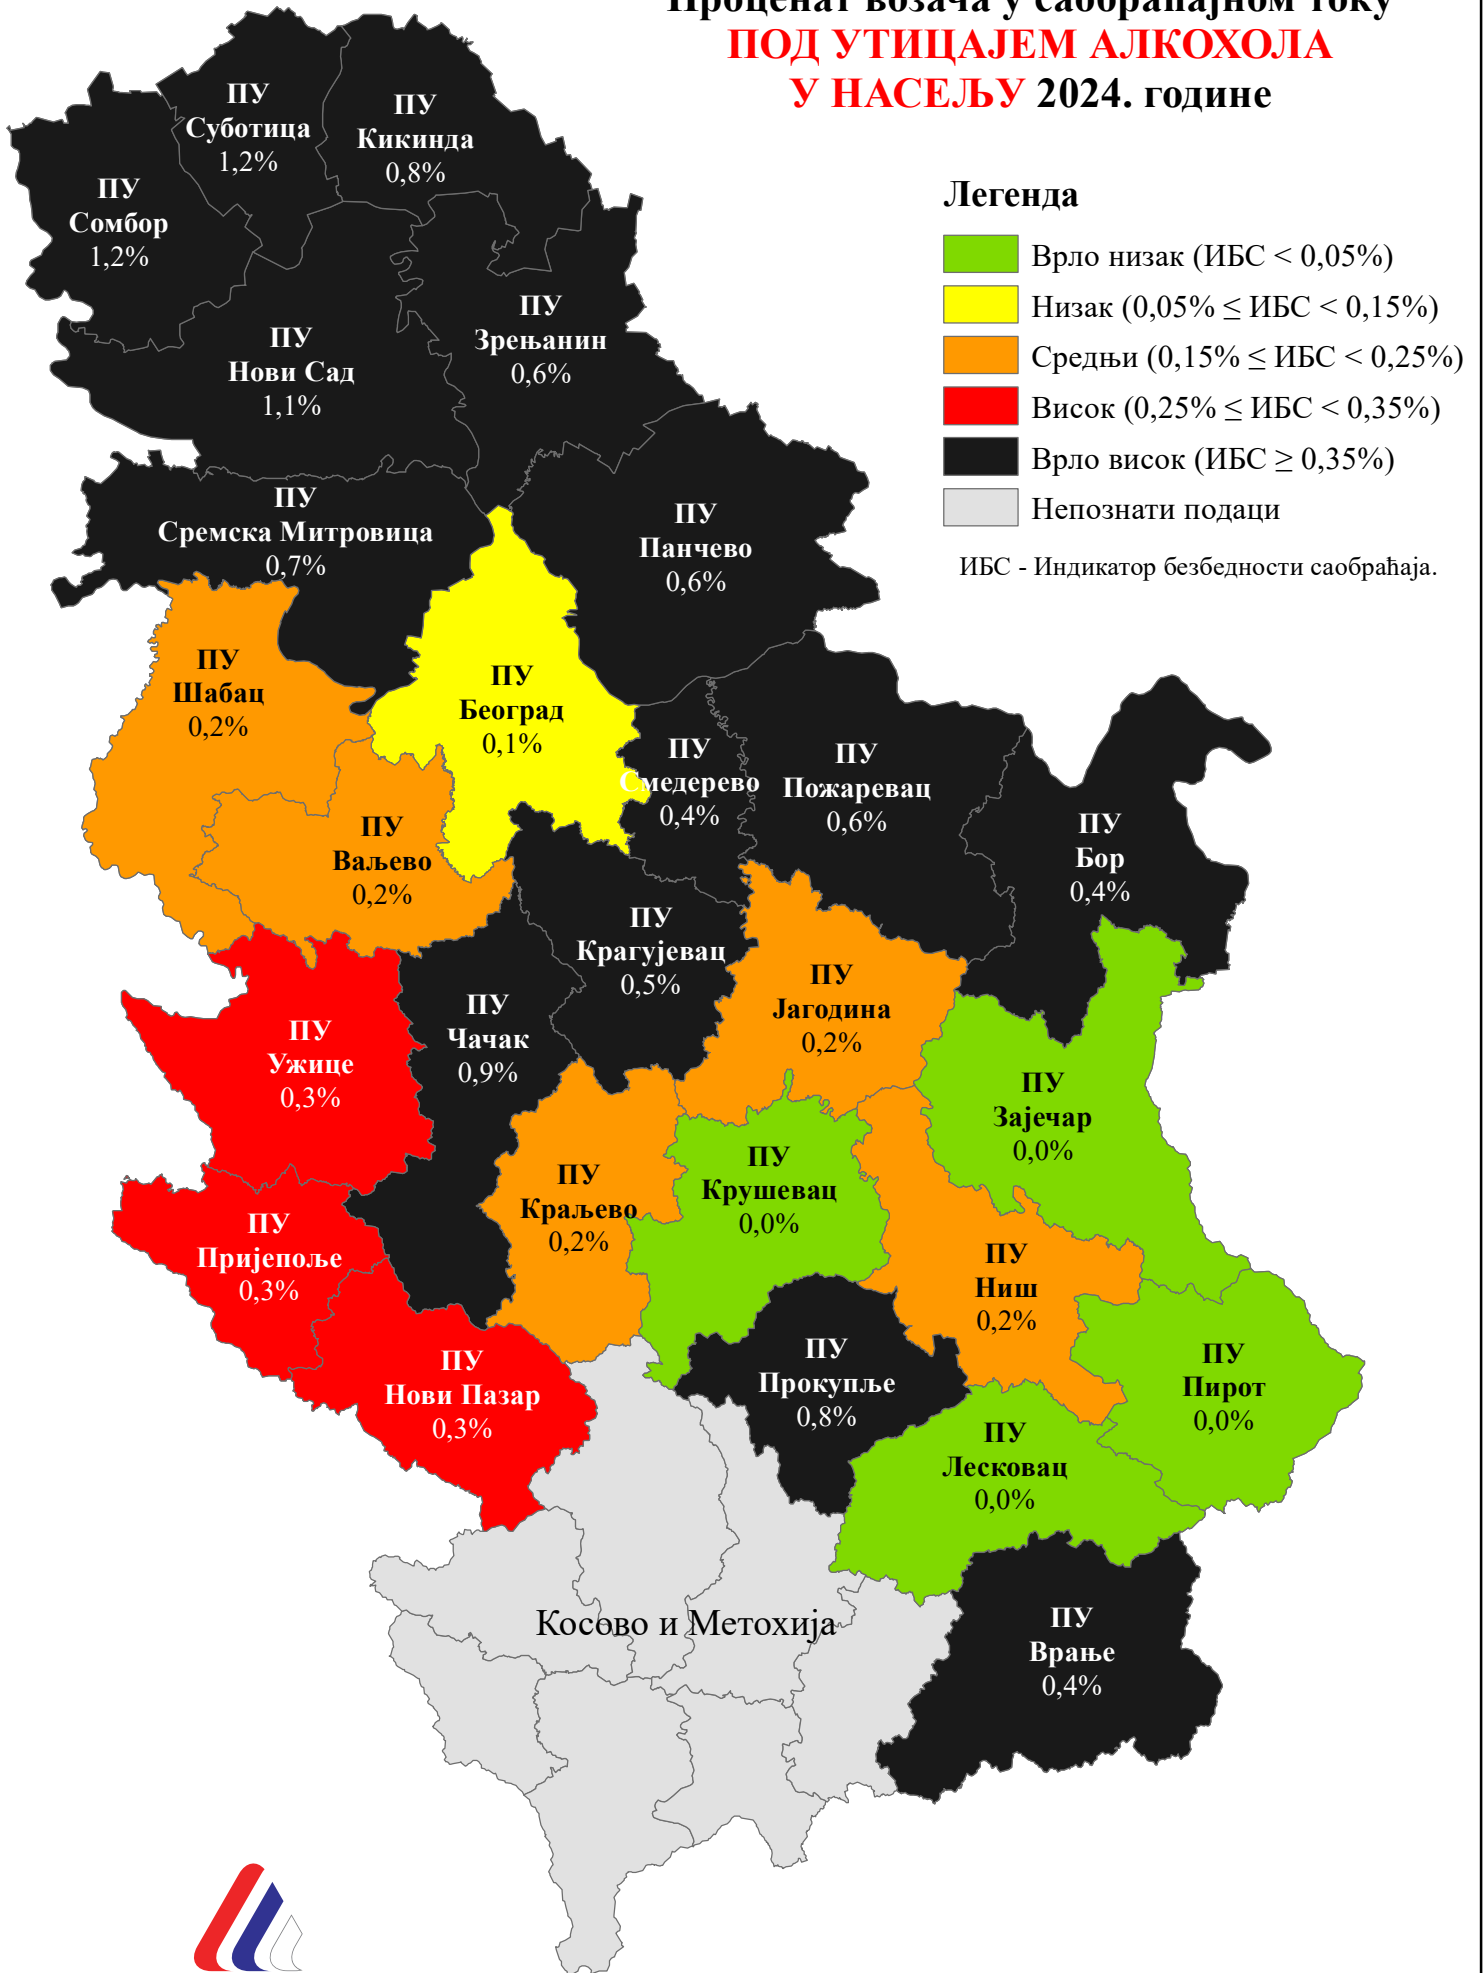 Проценат возача у саобраћајном току
ПОД УТИЦАЈЕМ АЛКОХОЛА
У НАСЕЉУ 2024. године
Легенда
Врло низак (ИБС < 0,05%)
Низак (0,05% ≤ ИБС < 0,15%)
Средњи (0,15% ≤ ИБС < 0,25%)
Висок (0,25% ≤ ИБС < 0,35%)
Врло висок (ИБС ≥ 0,35%)
Непознати подаци
ИБС - Индикатор безбедности саобраћаја.
ПУ
Суботица
1,2%
ПУ
Кикинда
0,8%
ПУ
Сомбор
1,2%
ПУ
Зрењанин
0,6%
ПУ
Нови Сад
1,1%
ПУ
Сремска Митровица
0,7%
ПУ
Панчево
0,6%
ПУ
Шабац
0,2%
ПУ
Београд
0,1%
ПУ
Смедерево
0,4%
ПУ
Пожаревац
0,6%
ПУ
Бор
0,4%
ПУ
Ваљево
0,2%
ПУ
Крагујевац
0,5%
ПУ
Јагодина
0,2%
ПУ
Чачак
0,9%
ПУ
Ужице
0,3%
ПУ
Зајечар
0,0%
ПУ
Крушевац
0,0%
ПУ
Краљево
0,2%
ПУ
Пријепоље
0,3%
ПУ
Ниш
0,2%
ПУ
Прокупље
0,8%
ПУ
Пирот
0,0%
ПУ
Нови Пазар
0,3%
ПУ
Лесковац
0,0%
Косово и Метохија
ПУ
Врање
0,4%